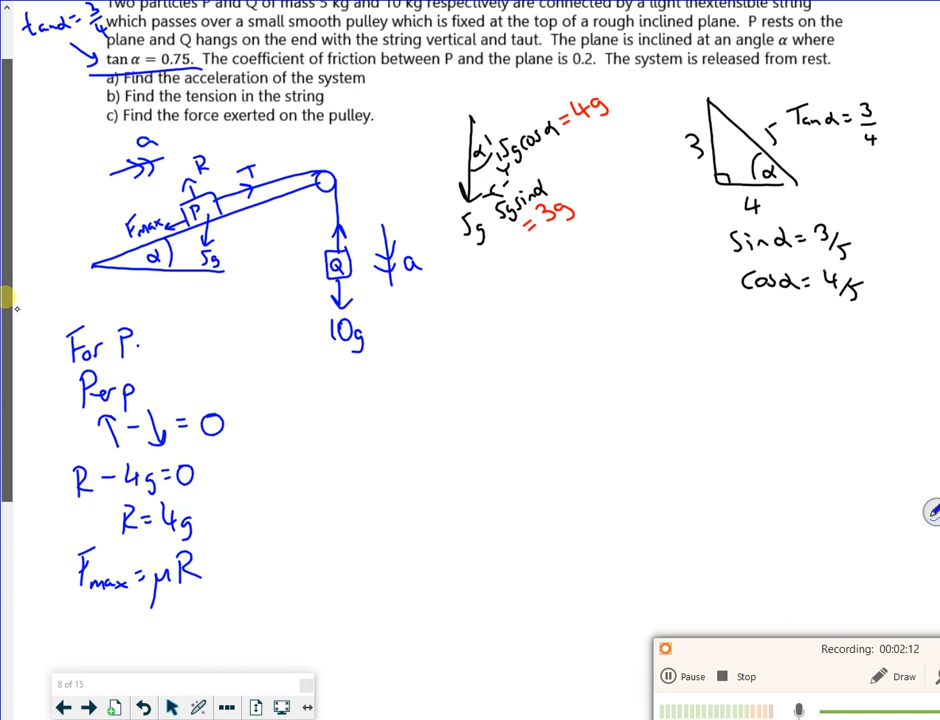 Two particles P and Q of mass 5 kg and 10 kg respectively are connected by a light inextensible string
which passes over a small smooth pulley which is fixed at the top of a rough inclined plane. P rests on
the plane and Q hangs on the end with the string vertical and taut. The plane is inclined at an angle α where
tan α = 0.75. The coefficient of friction between P and the plane is 0.2. The system is released from rest.
a) Find the acceleration of the system
b) Find the tension in the string
c) Find the force exerted on the pulley.
tanα = 3/4
a
R
T
P
Fmax
α
5g
Q
a
10g
α
5g cosα = 4g
5g sinα
= 3g
5g
3
5
α
4
Tanα = 3/4
Sinα = 3/5
Cosα = 4/5
For P.
Perp
↑ - ↓ = 0
R - 4g = 0
R = 4g
Fmax = μR
Recording: 00:02:12
Pause
Stop
Draw
8 of 15